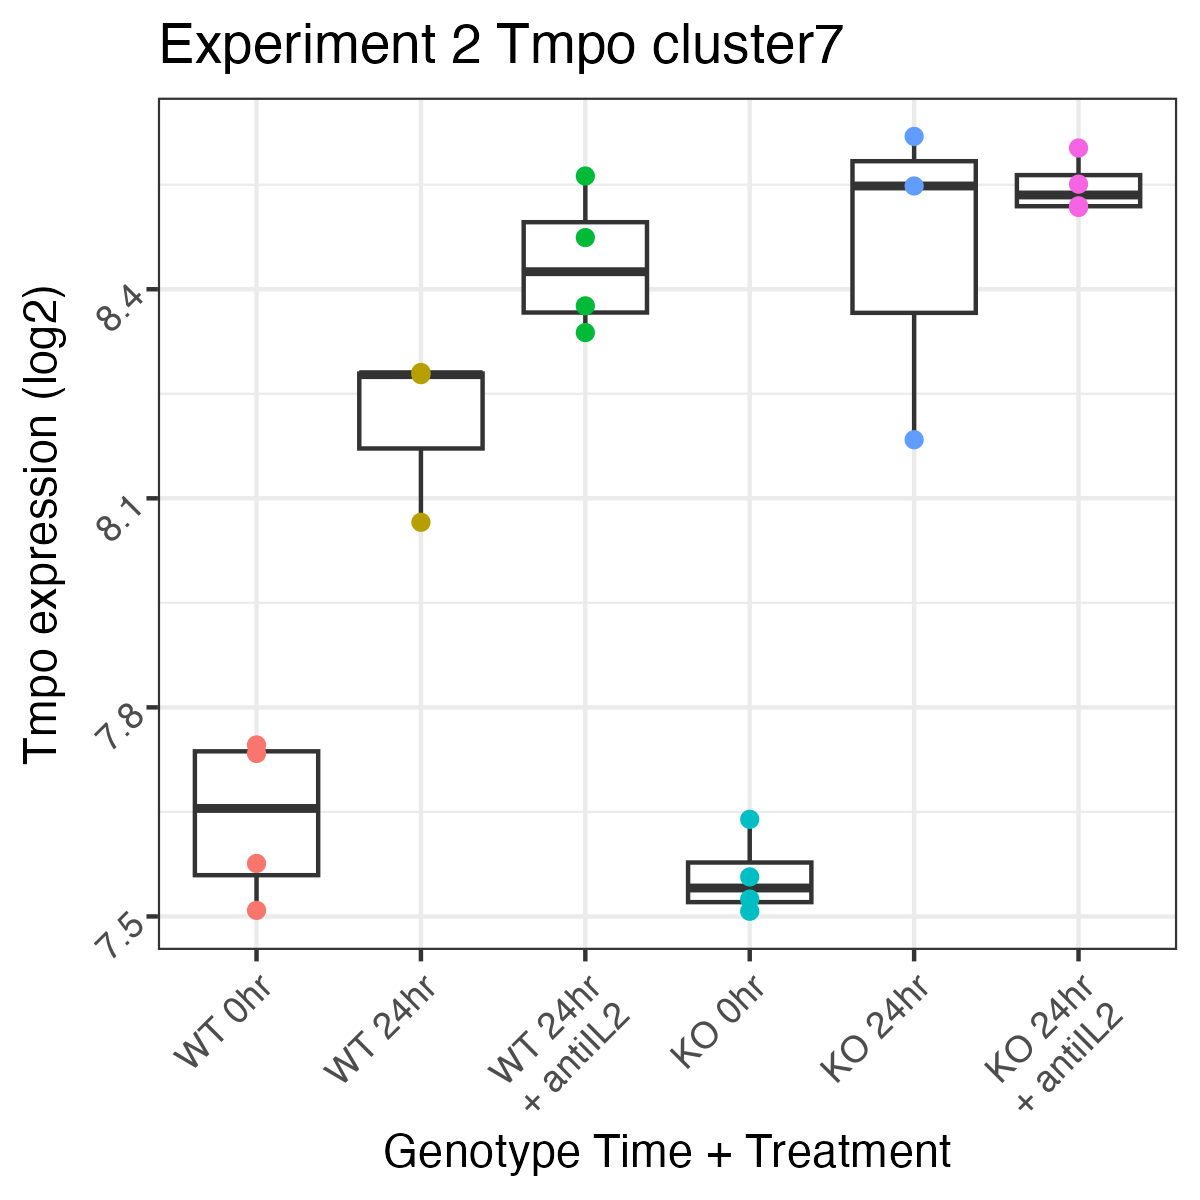 Experiment 2 Tmpo cluster7
Tmpo expression (log2)
8.4
8.1
7.8
7.5
WT 0hr
WT 24hr
WT 24hr
+ antiIL2
KO 0hr
KO 24hr
KO 24hr
+ antiIL2
Genotype Time + Treatment